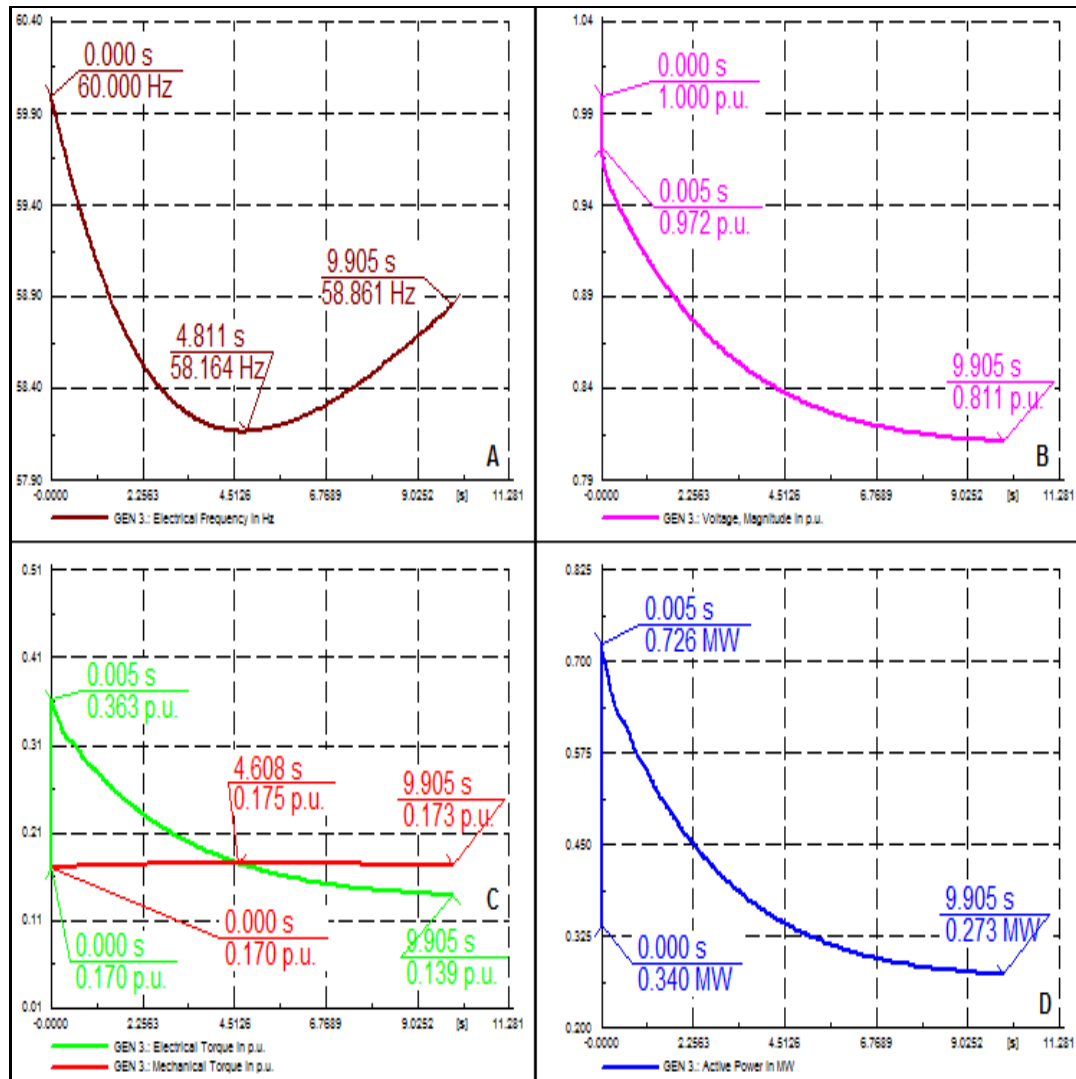 60.40
0.000 s
60.000 Hz
59.90
59.40
9.905 s
58.861 Hz
58.90
4.811 s
58.164 Hz
58.40
A
57.90
-0.0000 2.2563 4.5126 6.7689 9.0252 [s] 11.281
GEN 3.: Electrical Frequency in Hz
1.04
0.000 s
1.000 p.u.
0.99
0.005 s
0.972 p.u.
0.94
0.89
9.905 s
0.811 p.u.
0.84
B
0.79
-0.0000 2.2563 4.5126 6.7689 9.0252 [s] 11.281
GEN 3.: Voltage, Magnitude in p.u.
0.51
0.41
0.005 s
0.363 p.u.
0.31
4.608 s
0.175 p.u.
9.905 s
0.173 p.u.
0.21
C
0.11
0.000 s
0.170 p.u.
0.000 s
0.170 p.u.
9.905 s
0.139 p.u.
0.01
-0.0000 2.2563 4.5126 6.7689 9.0252 [s] 11.281
GEN 3.: Electrical Torque in p.u.
GEN 3.: Mechanical Torque in p.u.
0.825
0.005 s
0.726 MW
0.700
0.575
0.450
9.905 s
0.273 MW
0.325
0.000 s
0.340 MW
D
0.200
-0.0000 2.2563 4.5126 6.7689 9.0252 [s] 11.281
GEN 3.: Active Power in MW